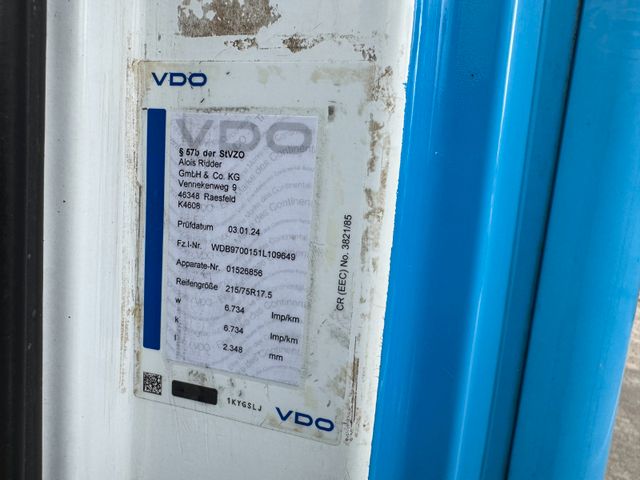 VDO
VDO
§ 57b der StVZO
Alois Ridder
GmbH & Co. KG
Vennekenweg 9
46348 Raesfeld
K4608
Prüfdatum 03.01.24
Fz.I-Nr. WDB9700151L109649
Apparate-Nr. 01526856
Reifengröße 215/75R17.5
w 6.734 Imp/km
k 6.734 Imp/km
l 2.348 mm
CR (EEC) No. 3821/85
1KYGSLJ
VDO